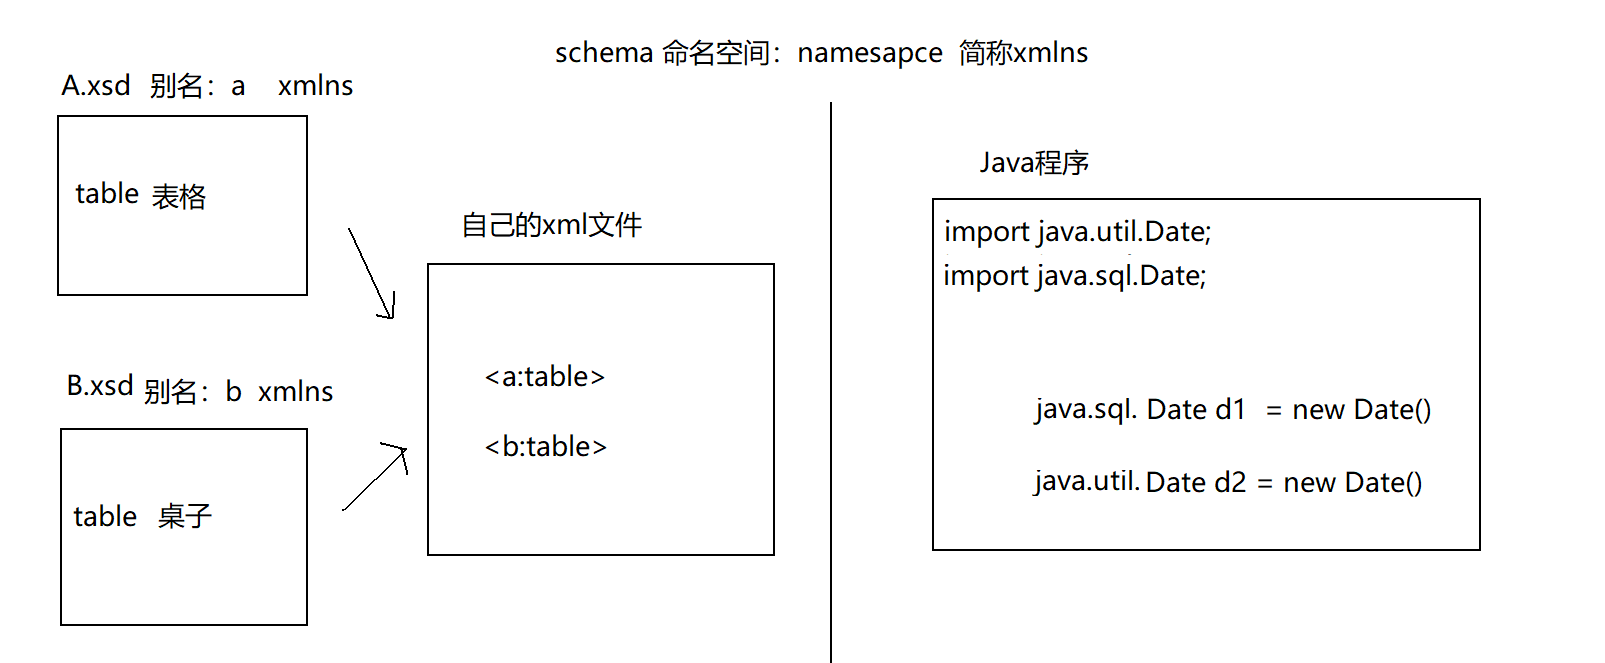 schema 命名空间：namesapce 简称xmlns
A.xsd 别名：a xmlns
table 表格
B.xsd 别名：b xmlns
table 桌子
自己的xml文件
<a:table>
<b:table>
Java程序
import java.util.Date;
import java.sql.Date;
java.sql. Date d1 = new Date()
java.util. Date d2 = new Date()